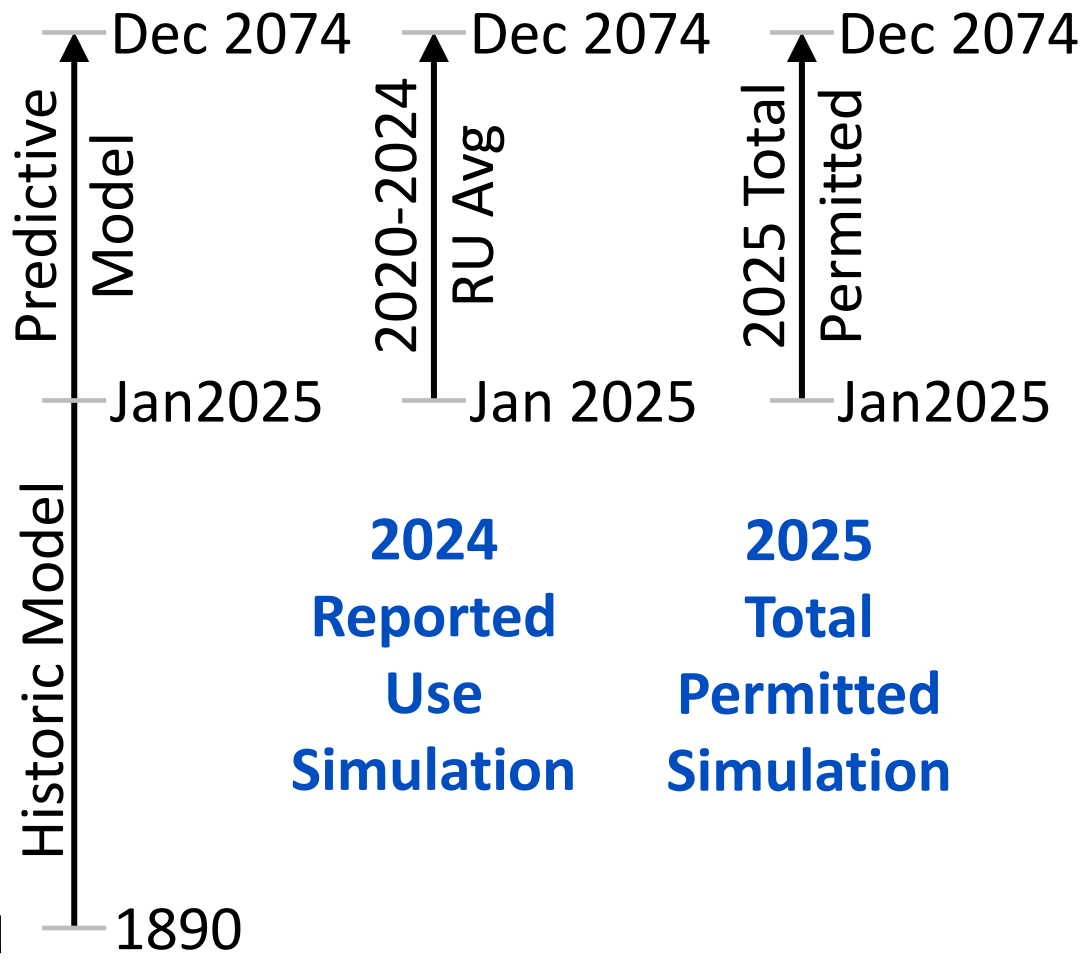 Dec 2074
Predictive
Model
Jan2025
Historic Model
1890
Dec 2074
2020-2024
RU Avg
Jan 2025
2024
Reported
Use
Simulation
Dec 2074
2025 Total
Permitted
Jan2025
2025
Total
Permitted
Simulation